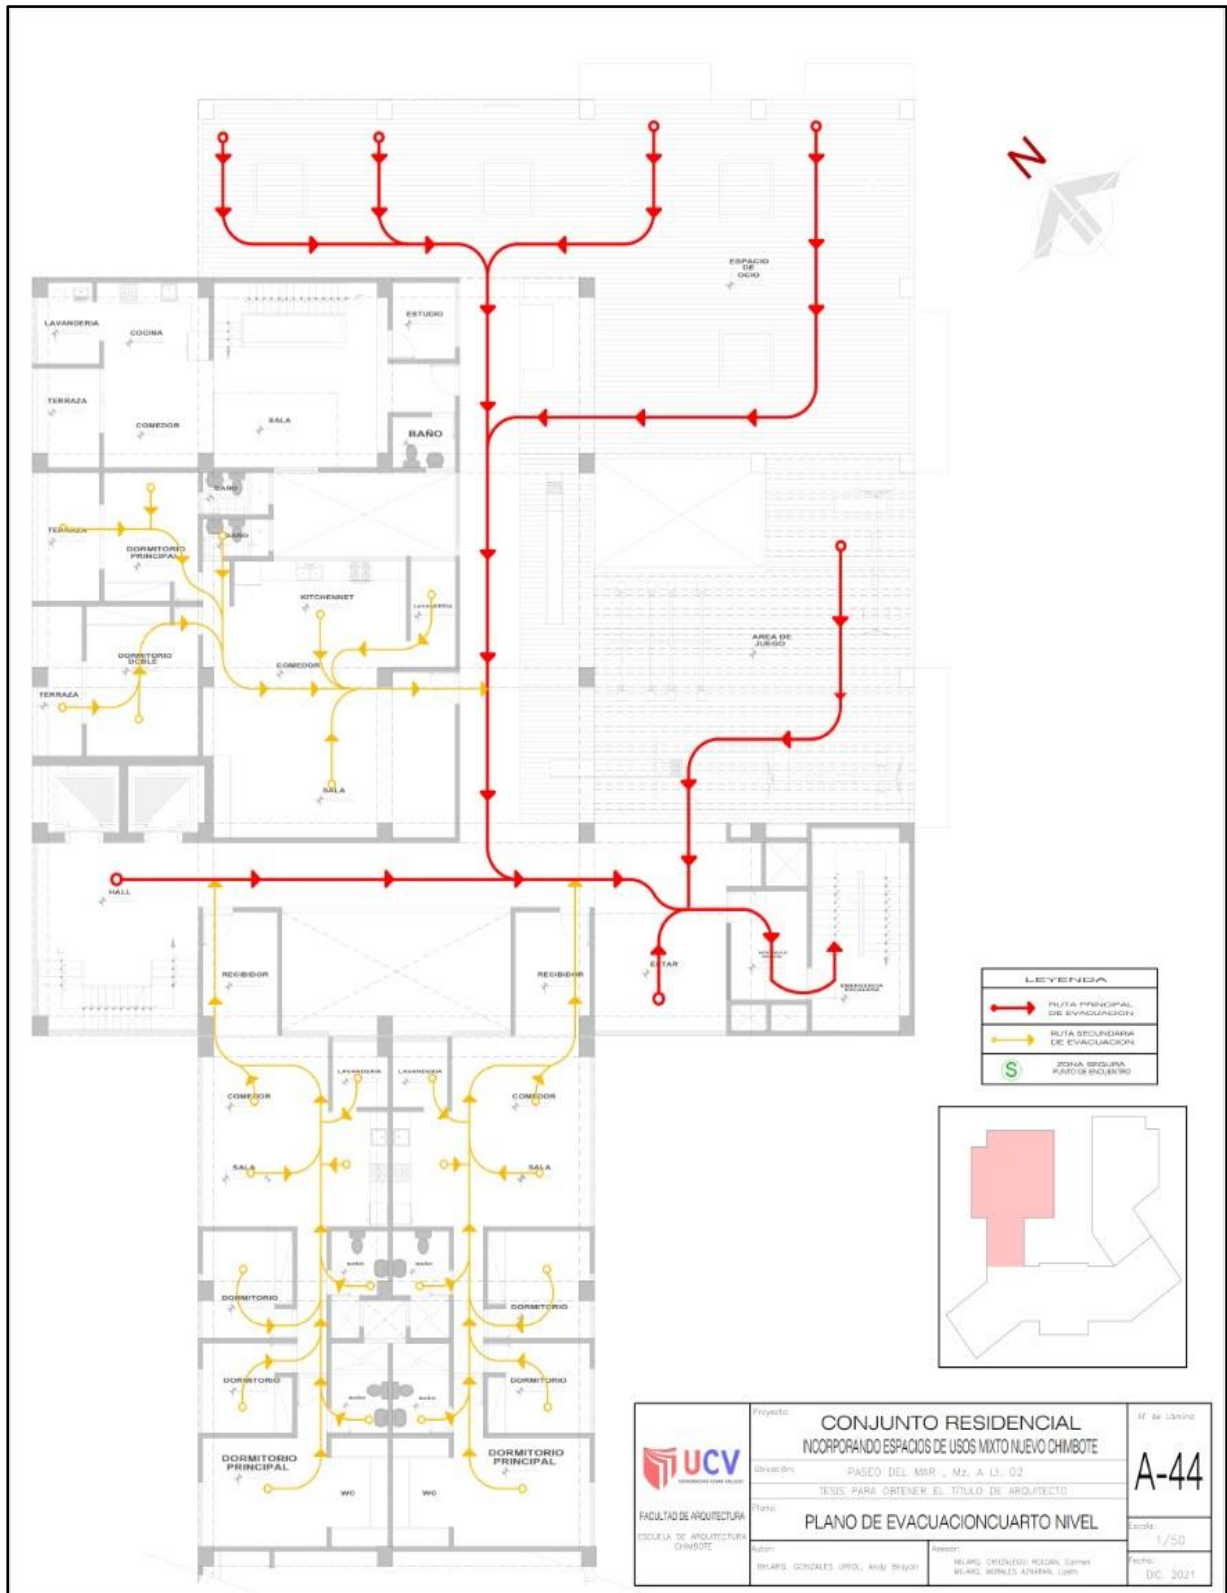 N
ESPACIO
DE
OCIO
LAVANDERIA
COCINA
ESTUDIO
TERRAZA
COMEDOR
SALA
BAÑO
BAÑO
TERRAZA
DORMITORIO
PRINCIPAL
BAÑO
KITCHENNET
LAVANDERIA
AREA DE
JUEGO
DORMITORIO
DOBLE
COMEDOR
TERRAZA
SALA
HALL
RECIBIDOR
RECIBIDOR
ESTAR
EMERGENCIA
ESCALERA
LEYENDA
RUTA PRINCIPAL
DE EVACUACION
RUTA SECUNDARIA
DE EVACUACION
S
ZONA SEGURA
PUNTO DE ENCUENTRO
LAVANDERIA
LAVANDERIA
COMEDOR
COMEDOR
SALA
SALA
BAÑO
BAÑO
DORMITORIO
DORMITORIO
DORMITORIO
DORMITORIO
BAÑO
BAÑO
DORMITORIO
PRINCIPAL
DORMITORIO
PRINCIPAL
WC
WC
UCV
UNIVERSIDAD CESAR VALLEJO
FACULTAD DE ARQUITECTURA
ESCUELA DE ARQUITECTURA
CHIMBOTE
Proyecto:
CONJUNTO RESIDENCIAL
INCORPORANDO ESPACIOS DE USOS MIXTO NUEVO CHIMBOTE
Ubicación:
PASEO DEL MAR , Mz. A Lt. 02
TESIS PARA OBTENER EL TÍTULO DE ARQUITECTO
Plano:
PLANO DE EVACUACIONCUARTO NIVEL
Autor:
BH.ARQ. GONZALES URIOL, Andy Brayan
Asesor:
N° de Lámina
A-44
Escala:
1/50
Fecha:
DIC. 2021